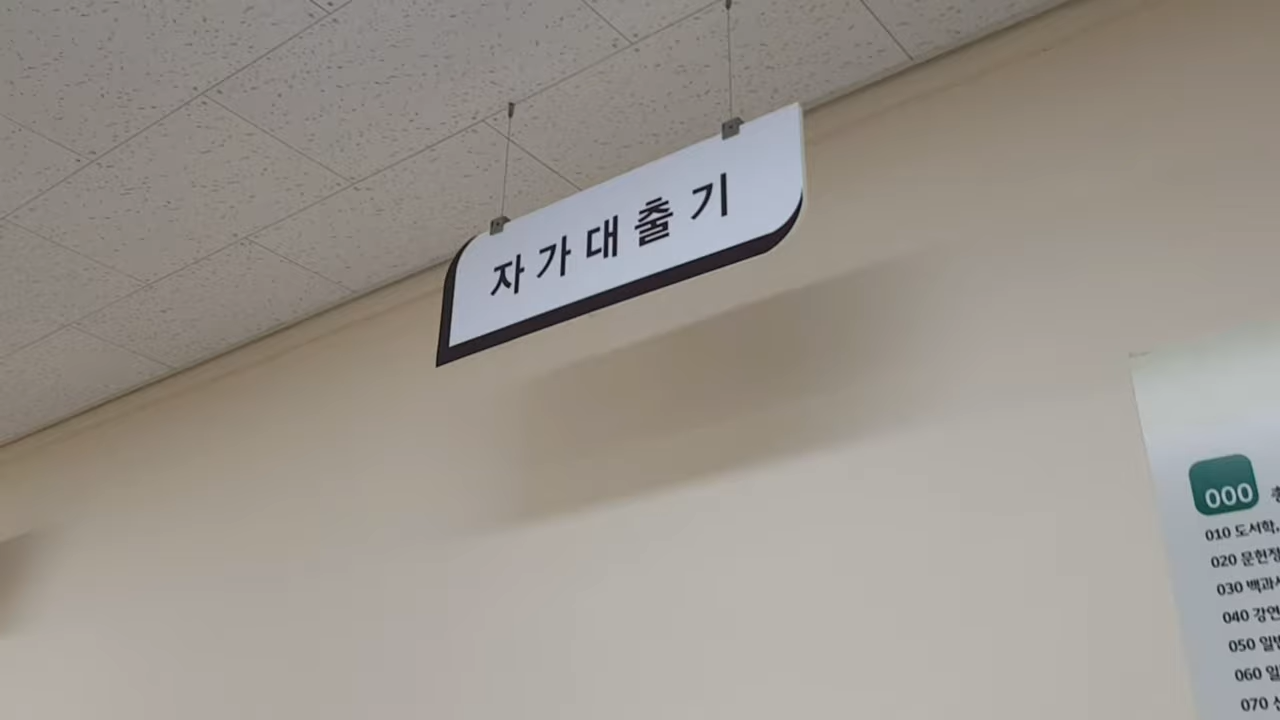 자가대출기
000
010 도서학,
020 문헌정
030 백과사
040 강연
050 일반
060 일
070 신